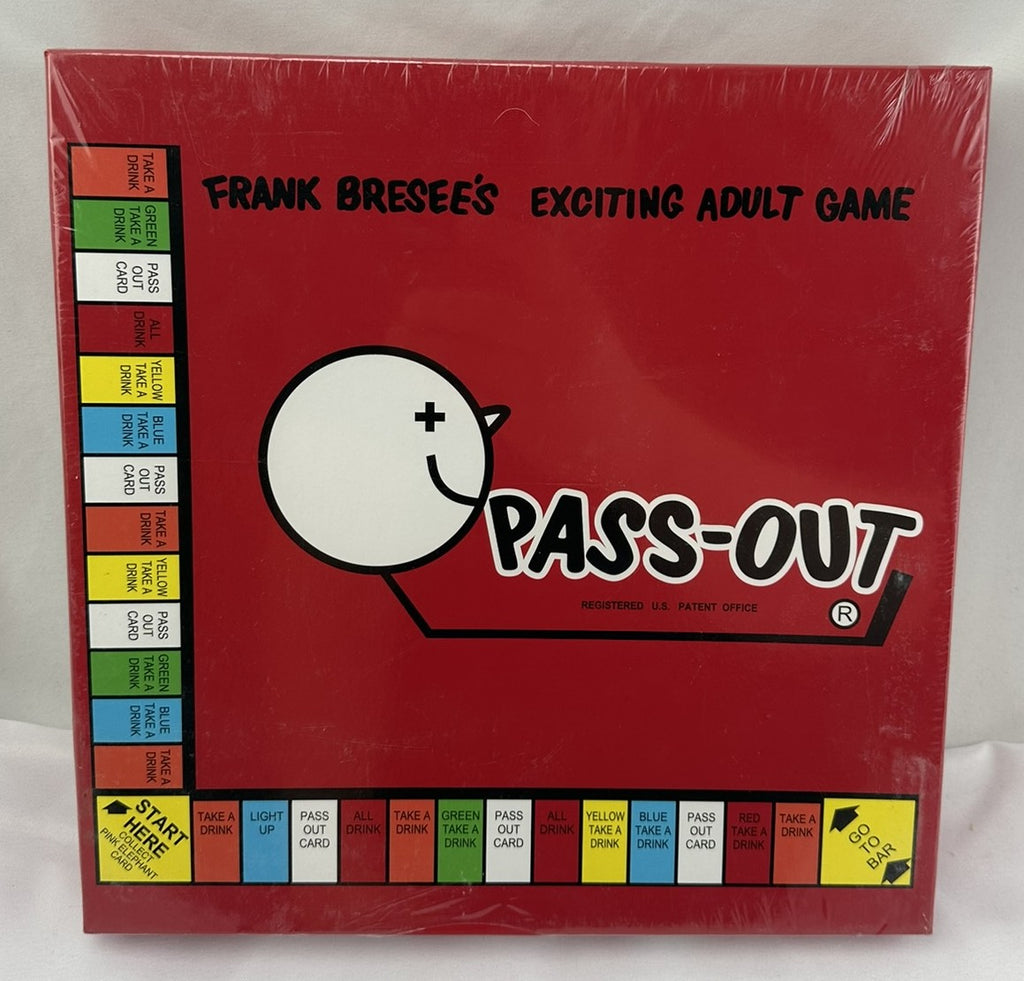 FRANK BRESEE'S EXCITING ADULT GAME
TAKE A
DRINK
GREEN
TAKE A
DRINK
PASS
OUT
CARD
ALL
DRINK
YELLOW
TAKE A
DRINK
BLUE
TAKE A
DRINK
PASS
OUT
CARD
TAKE A
DRINK
YELLOW
TAKE A
DRINK
PASS
OUT
CARD
GREEN
TAKE A
DRINK
BLUE
TAKE A
DRINK
TAKE A
DRINK
PASS-OUT
REGISTERED U.S. PATENT OFFICE
®
START
HERE
COLLECT
PINK ELEPHANT
CARD
TAKE A
DRINK
LIGHT
UP
PASS
OUT
CARD
ALL
DRINK
TAKE A
DRINK
GREEN
TAKE A
DRINK
PASS
OUT
CARD
ALL
DRINK
YELLOW
TAKE A
DRINK
BLUE
TAKE A
DRINK
PASS
OUT
CARD
RED
TAKE A
DRINK
TAKE A
DRINK
GO
TO
BAR